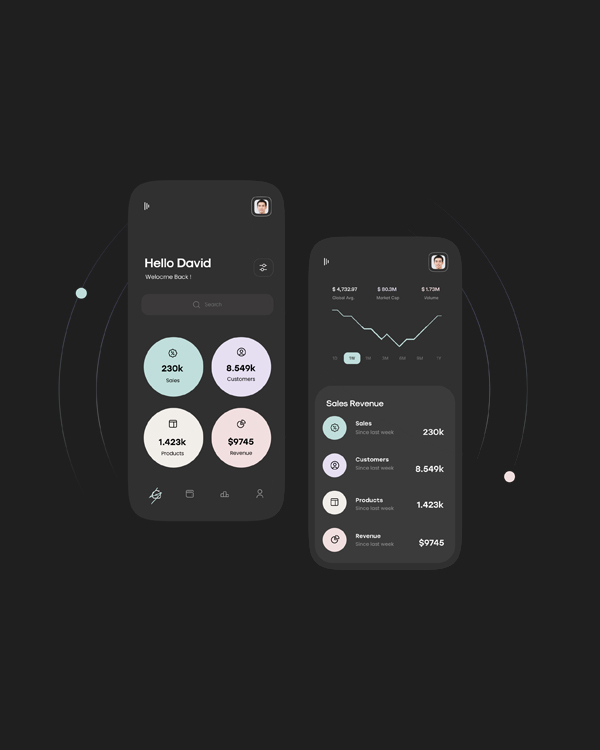 Hello David
Welcome Back !
Search
230k
Sales
8.549k
Customers
1.423k
Products
$9745
Revenue
$ 4,732.97
$ 80.3M
$ 1.73M
Global Avg.
Market Cap
Volume
1D 1W 1M 3M 6M 1Y
Sales Revenue
Sales
Since last week
230k
Customers
Since last week
8.549k
Products
Since last week
1.423k
Revenue
Since last week
$9745